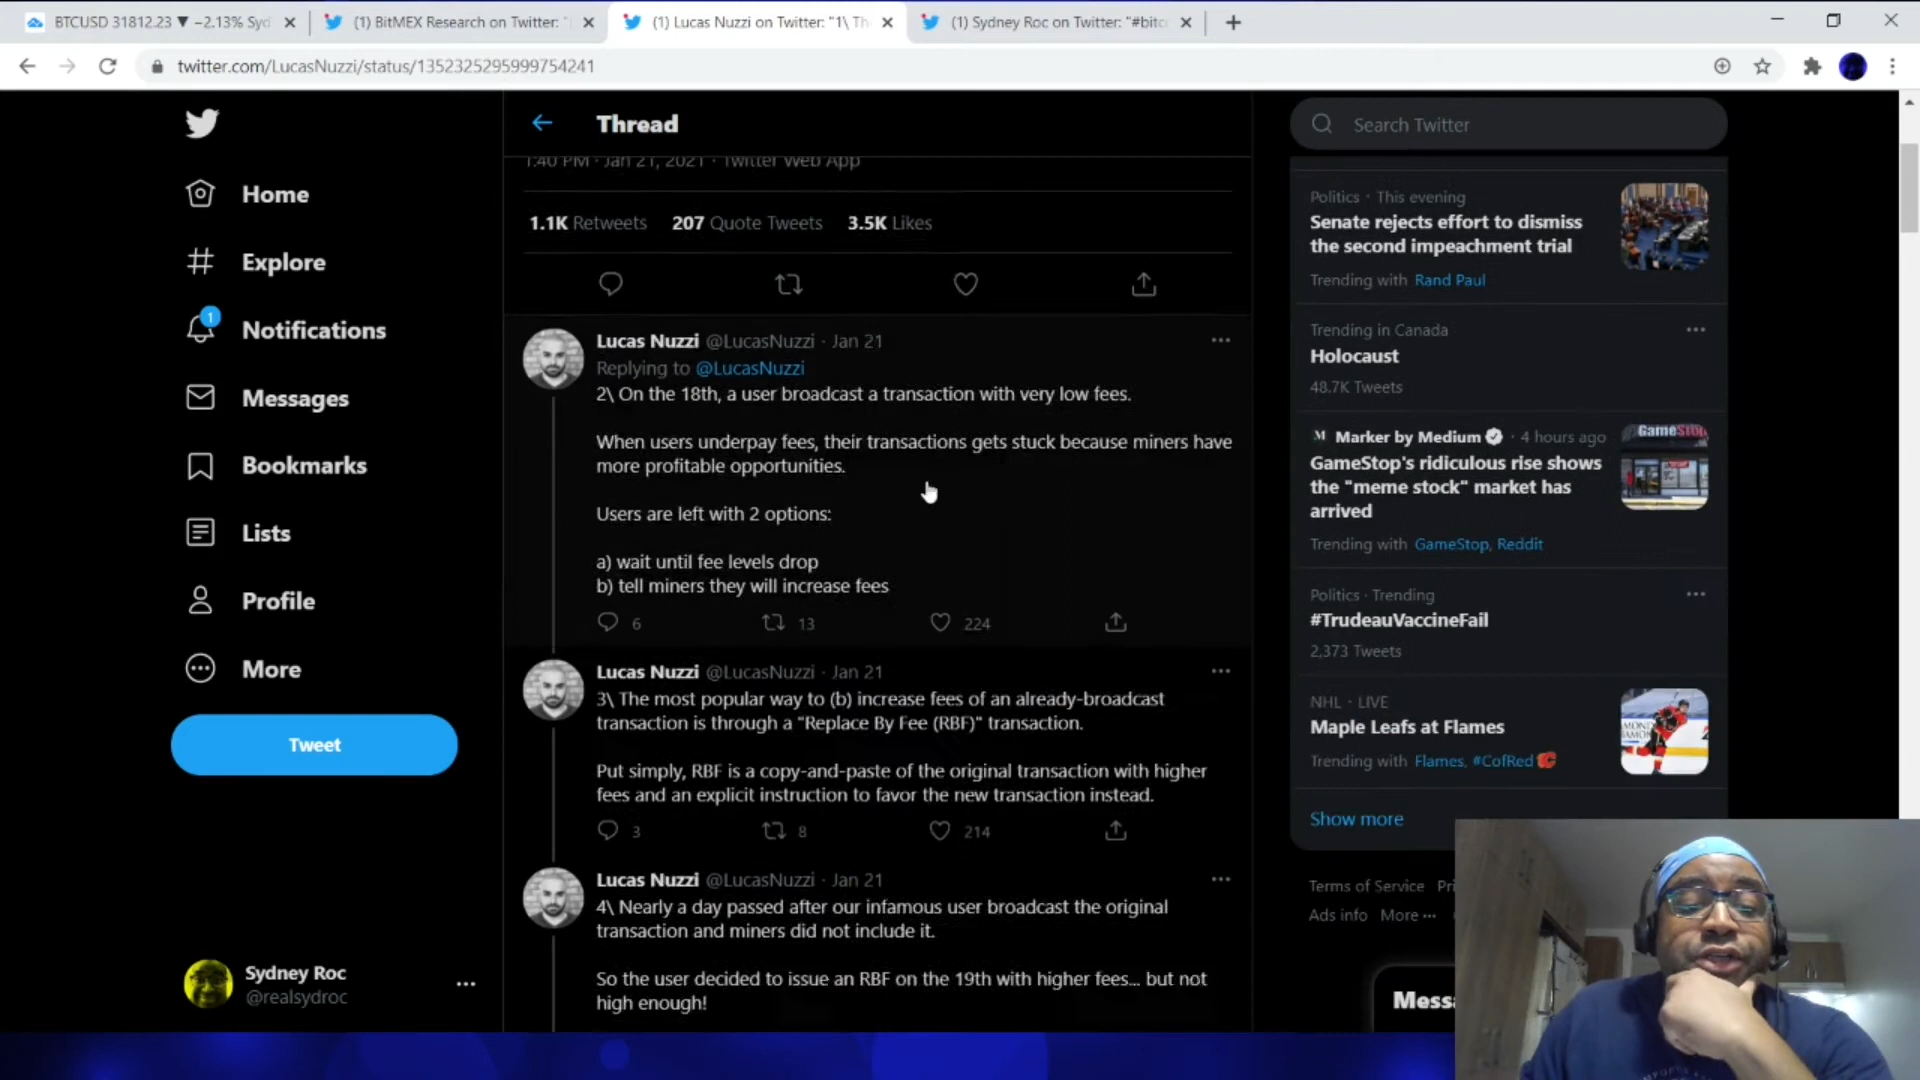 BTCUSD 31812.23 ▼ −2.13% Syd
(1) BitMEX Research on Twitter: "
(1) Lucas Nuzzi on Twitter: "1\ Th
(1) Sydney Roc on Twitter: "#bitc
twitter.com/LucasNuzzi/status/1352325295999754241
Home
Explore
1
Notifications
Messages
Bookmarks
Lists
Profile
More
Tweet
Sydney Roc
@realsydroc
Thread
1:40 PM · Jan 21, 2021 · Twitter Web App
1.1K Retweets 207 Quote Tweets 3.5K Likes
Lucas Nuzzi @LucasNuzzi · Jan 21
Replying to @LucasNuzzi
2\ On the 18th, a user broadcast a transaction with very low fees.
When users underpay fees, their transactions gets stuck because miners have
more profitable opportunities.
Users are left with 2 options:
a) wait until fee levels drop
b) tell miners they will increase fees
6 13 224
Lucas Nuzzi @LucasNuzzi · Jan 21
3\ The most popular way to (b) increase fees of an already-broadcast
transaction is through a "Replace By Fee (RBF)" transaction.
Put simply, RBF is a copy-and-paste of the original transaction with higher
fees and an explicit instruction to favor the new transaction instead.
3 8 214
Lucas Nuzzi @LucasNuzzi · Jan 21
4\ Nearly a day passed after our infamous user broadcast the original
transaction and miners did not include it.
So the user decided to issue an RBF on the 19th with higher fees... but not
high enough!
Search Twitter
Politics · This evening
Senate rejects effort to dismiss
the second impeachment trial
Trending with Rand Paul
Trending in Canada
Holocaust
48.7K Tweets
M Marker by Medium · 4 hours ago
GameStop's ridiculous rise shows
the "meme stock" market has
arrived
Trending with GameStop, Reddit
GameStop
Politics · Trending
#TrudeauVaccineFail
2,373 Tweets
NHL · LIVE
Maple Leafs at Flames
Trending with Flames, #CofRed
Show more
Terms of Service Pri
Ads info More
Messa